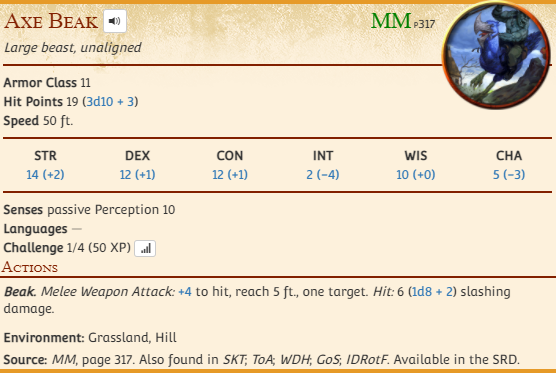 Axe Beak MM P317
Large beast, unaligned
Armor Class 11
Hit Points 19 (3d10 + 3)
Speed 50 ft.
STR DEX CON INT WIS CHA
14 (+2) 12 (+1) 12 (+1) 2 (−4) 10 (+0) 5 (−3)
Senses passive Perception 10
Languages —
Challenge 1/4 (50 XP)
Actions
Beak. Melee Weapon Attack: +4 to hit, reach 5 ft., one target. Hit: 6 (1d8 + 2) slashing
damage.
Environment: Grassland, Hill
Source: MM, page 317. Also found in SKT; ToA; WDH; GoS; IDRotF. Available in the SRD.